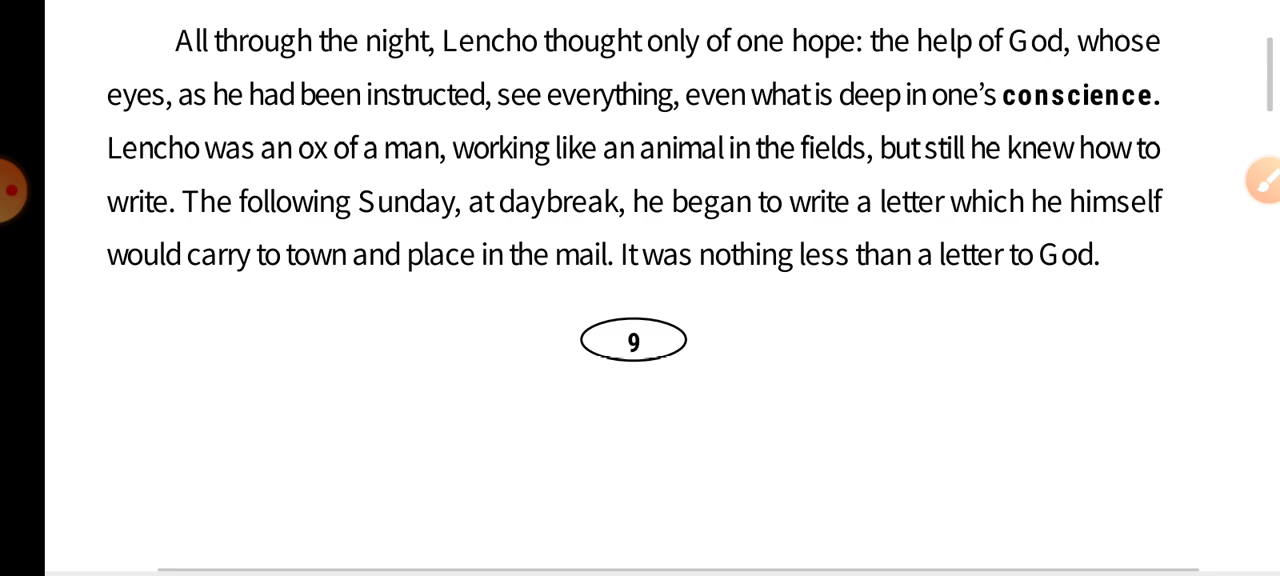 All through the night, Lencho thought only of one hope: the help of God, whose
eyes, as he had been instructed, see everything, even what is deep in one’s conscience.
Lencho was an ox of a man, working like an animal in the fields, but still he knew how to
write. The following Sunday, at daybreak, he began to write a letter which he himself
would carry to town and place in the mail. It was nothing less than a letter to God.
9